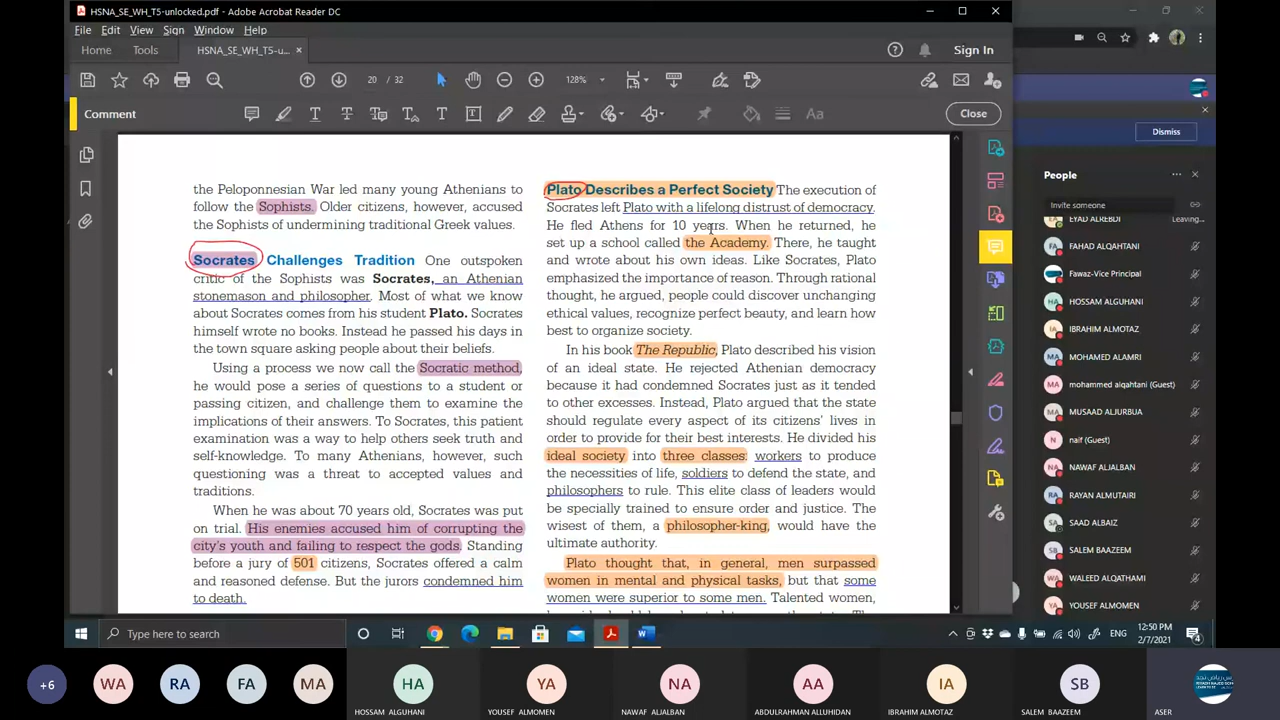 HSNA_SE_WH_T5-unlocked.pdf - Adobe Acrobat Reader DC
File Edit View Sign Window Help
Home Tools HSNA_SE_WH_T5-u... × Sign In
20 / 32 128%
Comment Close
Dismiss
the Peloponnesian War led many young Athenians to
follow the Sophists. Older citizens, however, accused
the Sophists of undermining traditional Greek values.
Socrates Challenges Tradition One outspoken
critic of the Sophists was Socrates, an Athenian
stonemason and philosopher. Most of what we know
about Socrates comes from his student Plato. Socrates
himself wrote no books. Instead he passed his days in
the town square asking people about their beliefs.
Using a process we now call the Socratic method,
he would pose a series of questions to a student or
passing citizen, and challenge them to examine the
implications of their answers. To Socrates, this patient
examination was a way to help others seek truth and
self-knowledge. To many Athenians, however, such
questioning was a threat to accepted values and
traditions.
When he was about 70 years old, Socrates was put
on trial. His enemies accused him of corrupting the
city's youth and failing to respect the gods. Standing
before a jury of 501 citizens, Socrates offered a calm
and reasoned defense. But the jurors condemned him
to death.
Plato Describes a Perfect Society The execution of
Socrates left Plato with a lifelong distrust of democracy.
He fled Athens for 10 years. When he returned, he
set up a school called the Academy. There, he taught
and wrote about his own ideas. Like Socrates, Plato
emphasized the importance of reason. Through rational
thought, he argued, people could discover unchanging
ethical values, recognize perfect beauty, and learn how
best to organize society.
In his book The Republic, Plato described his vision
of an ideal state. He rejected Athenian democracy
because it had condemned Socrates just as it tended
to other excesses. Instead, Plato argued that the state
should regulate every aspect of its citizens' lives in
order to provide for their best interests. He divided his
ideal society into three classes: workers to produce
the necessities of life, soldiers to defend the state, and
philosophers to rule. This elite class of leaders would
be specially trained to ensure order and justice. The
wisest of them, a philosopher-king, would have the
ultimate authority.
Plato thought that, in general, men surpassed
women in mental and physical tasks, but that some
women were superior to some men. Talented women,
People
Invite someone
EYAD ALREBDI Leaving...
FA FAHAD ALQAHTANI
Fawaz-Vice Principal
HA HOSSAM ALGUHANI
IA IBRAHIM ALMOTAZ
MA MOHAMED ALAMRI
MA mohammed alqahtani (Guest)
MA MUSAAD ALJURBUA
N naif (Guest)
NA NAWAF ALJALBAN
RA RAYAN ALMUTAIRI
SA SAAD ALBAIZ
SB SALEM BAAZEEM
WA WALEED ALQATHAMI
YA YOUSEF ALMOMEN
Type here to search
ENG
12:50 PM
2/7/2021
4
+6 WA RA FA MA HA YA NA AA IA SB
HOSSAM ALGUHANI YOUSEF ALMOMEN NAWAF ALJALBAN ABDULRAHMAN ALLUHIDAN IBRAHIM ALMOTAZ SALEM BAAZEEM ASER